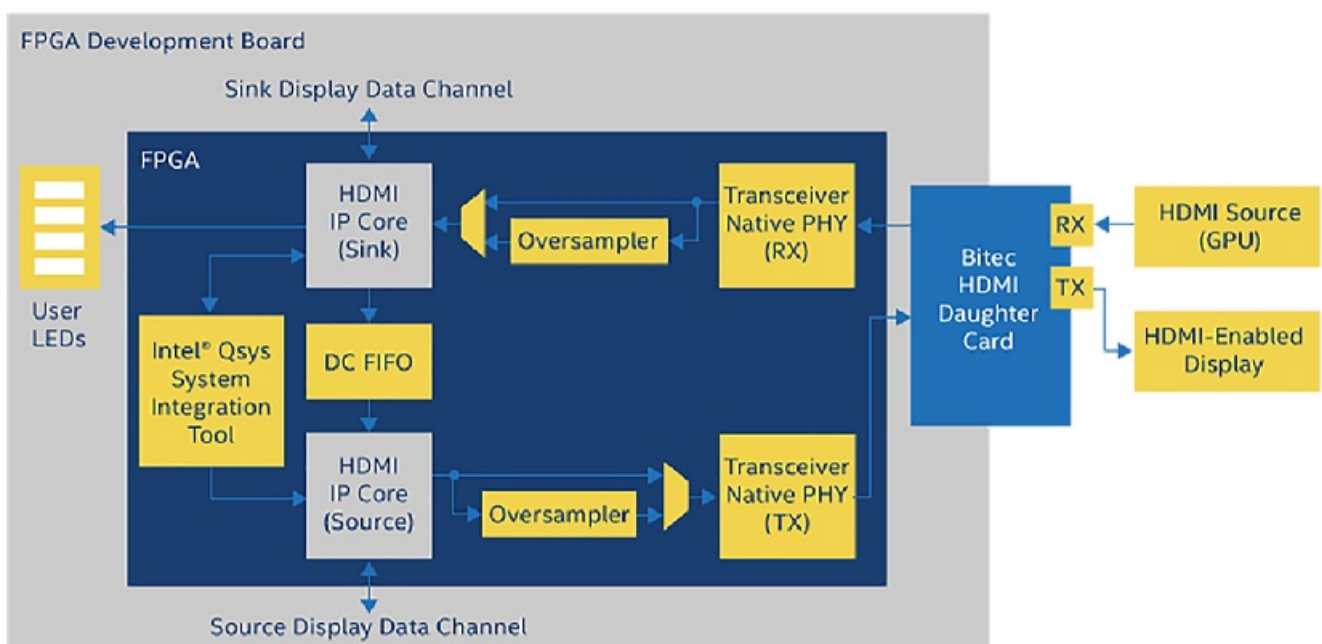 FPGA Development Board
Sink Display Data Channel
FPGA
HDMI
IP Core
(Sink)
Oversampler
Transceiver
Native PHY
(RX)
Bitec
HDMI
Daughter
Card
RX
TX
HDMI Source
(GPU)
HDMI-Enabled
Display
User
LEDs
Intel® Qsys
System
Integration
Tool
DC FIFO
HDMI
IP Core
(Source)
Oversampler
Transceiver
Native PHY
(TX)
Source Display Data Channel